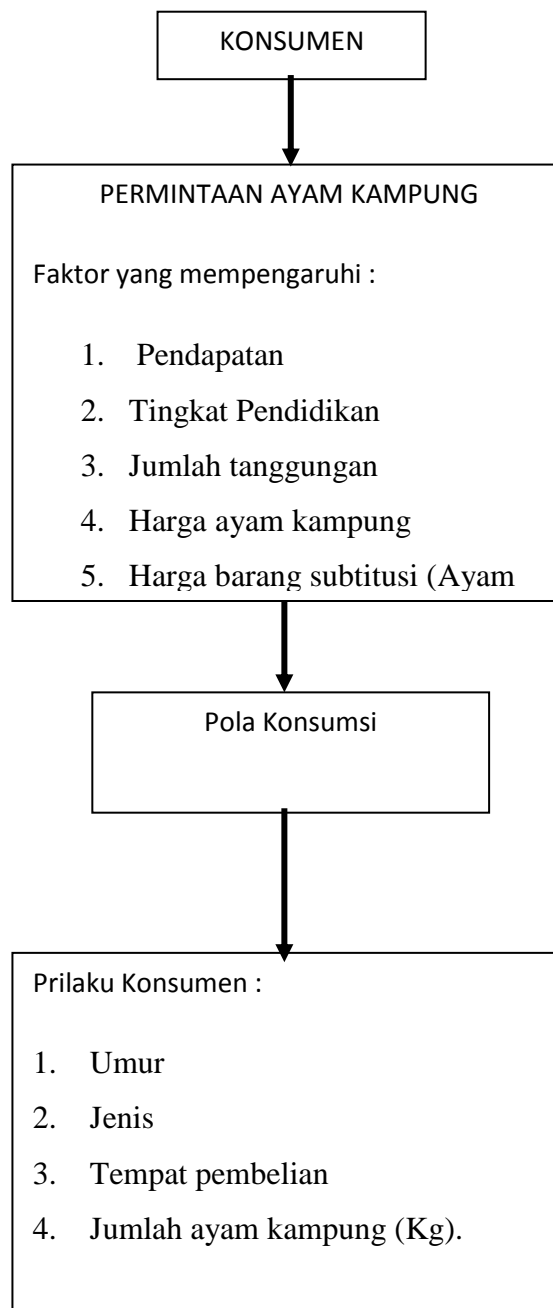 KONSUMEN
PERMINTAAN AYAM KAMPUNG
Faktor yang mempengaruhi :
1. Pendapatan
2. Tingkat Pendidikan
3. Jumlah tanggungan
4. Harga ayam kampung
5. Harga barang subtitusi (Ayam
Pola Konsumsi
Prilaku Konsumen :
1. Umur
2. Jenis
3. Tempat pembelian
4. Jumlah ayam kampung (Kg).